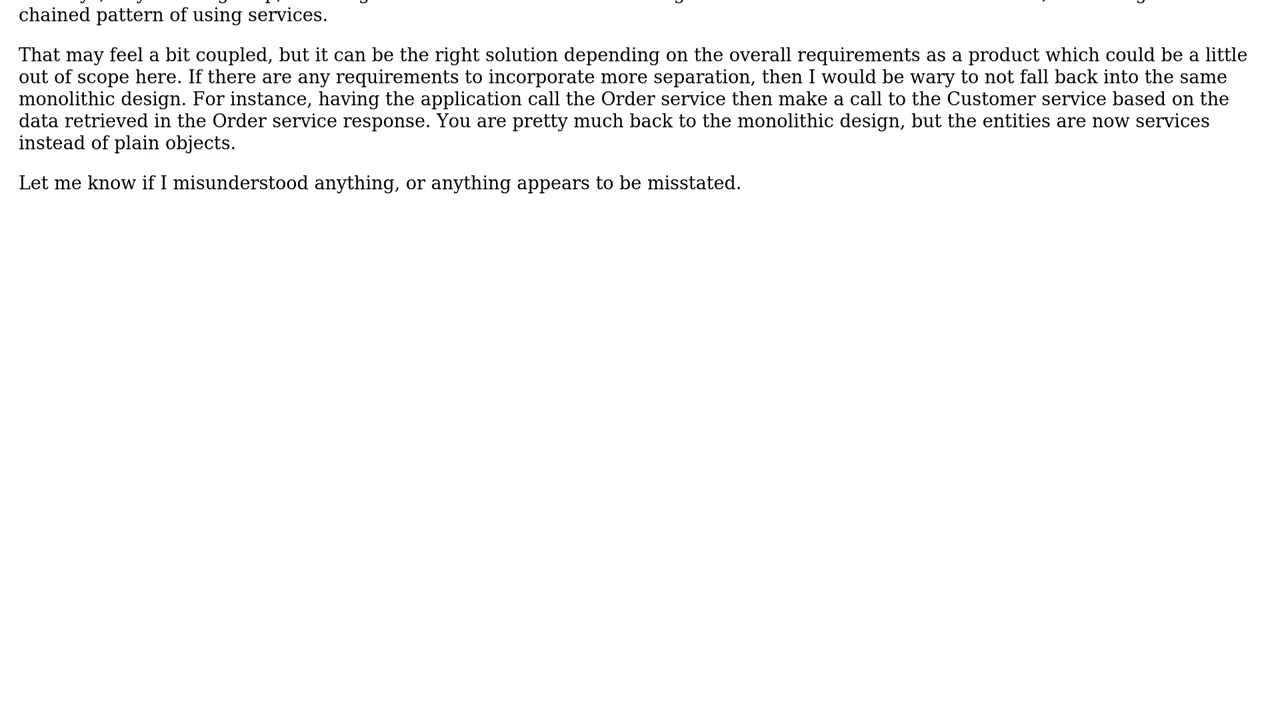 chained pattern of using services.
That may feel a bit coupled, but it can be the right solution depending on the overall requirements as a product which could be a little
out of scope here. If there are any requirements to incorporate more separation, then I would be wary to not fall back into the same
monolithic design. For instance, having the application call the Order service then make a call to the Customer service based on the
data retrieved in the Order service response. You are pretty much back to the monolithic design, but the entities are now services
instead of plain objects.
Let me know if I misunderstood anything, or anything appears to be misstated.